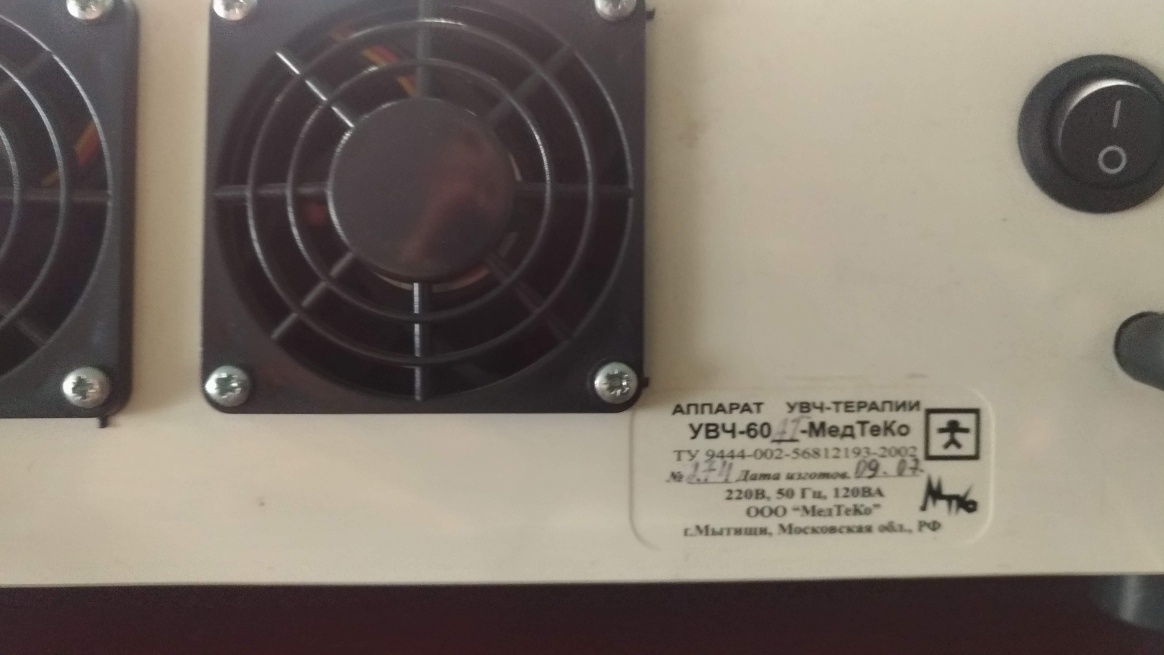 I
O
АППАРАТ УВЧ-ТЕРАПИИ
УВЧ-60 -МедТеКо
ТУ 9444-002-56812193-2002
№ 274 Дата изготов. 09.07.
220В, 50 Гц, 120ВА
ООО “МедТеКо”
г.Мытищи, Московская обл., РФ